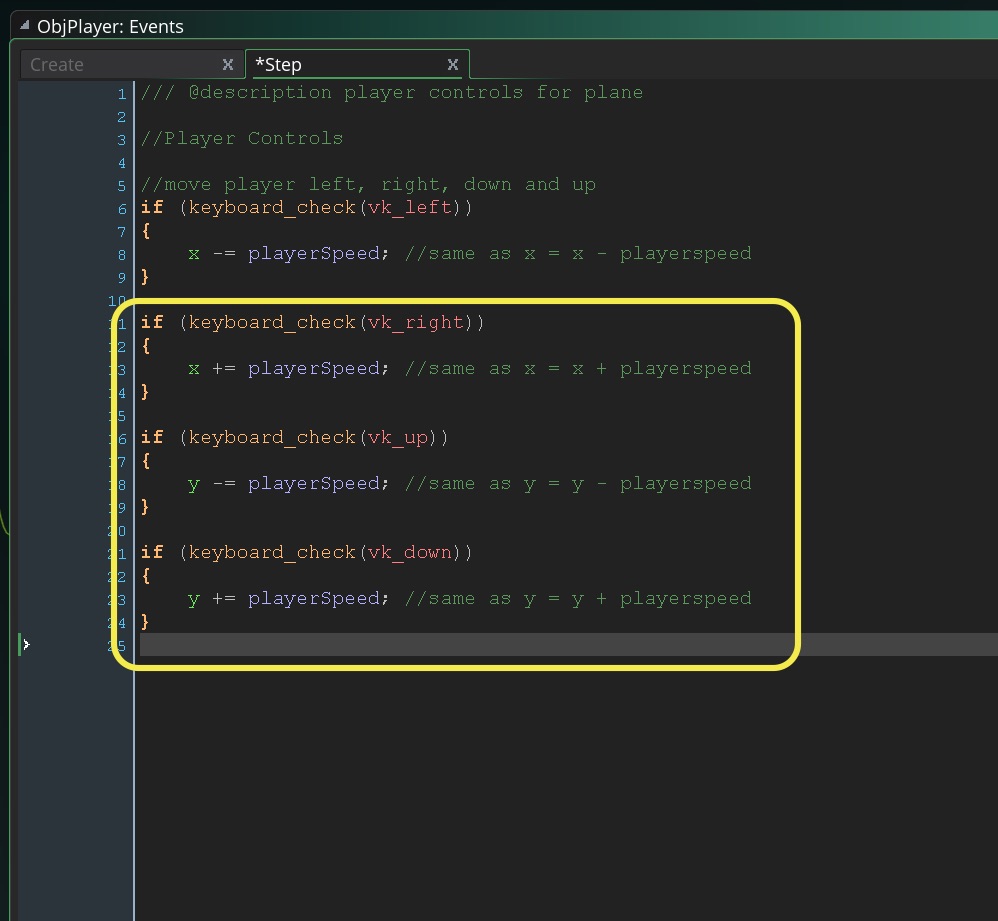 ObjPlayer: Events
Create X *Step X
1 /// @description player controls for plane
2
3 //Player Controls
4
5 //move player left, right, down and up
6 if (keyboard_check(vk_left))
7 {
8     x -= playerSpeed; //same as x = x - playerspeed
9 }
10
11 if (keyboard_check(vk_right))
12 {
13     x += playerSpeed; //same as x = x + playerspeed
14 }
15
16 if (keyboard_check(vk_up))
17 {
18     y -= playerSpeed; //same as y = y - playerspeed
19 }
20
21 if (keyboard_check(vk_down))
22 {
23     y += playerSpeed; //same as y = y + playerspeed
24 }
25